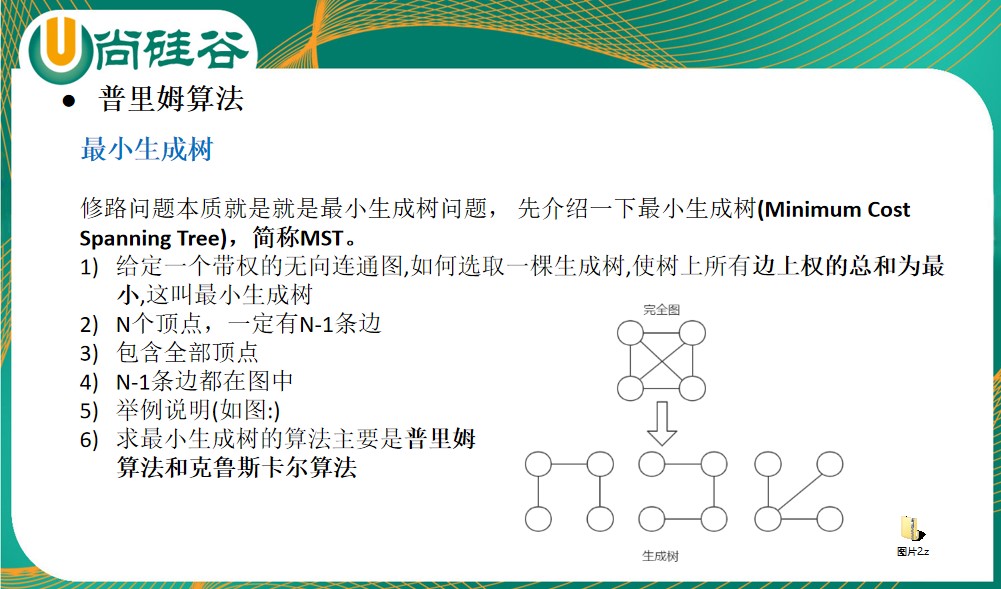 尚硅谷
● 普里姆算法
最小生成树
修路问题本质就是就是最小生成树问题， 先介绍一下最小生成树(Minimum Cost
Spanning Tree)，简称MST。
1) 给定一个带权的无向连通图,如何选取一棵生成树,使树上所有边上权的总和为最
小,这叫最小生成树
2) N个顶点，一定有N-1条边
3) 包含全部顶点
4) N-1条边都在图中
5) 举例说明(如图:)
6) 求最小生成树的算法主要是普里姆
算法和克鲁斯卡尔算法
完全图
生成树
图片2.z